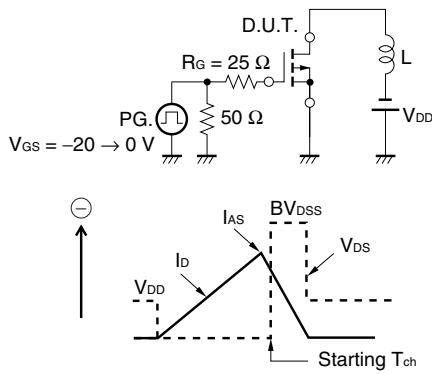 D.U.T.
RG = 25 Ω
L
PG.
50 Ω
VDD
VGS = −20 → 0 V
−
BVDSS
IAS
ID
VDS
VDD
Starting Tch